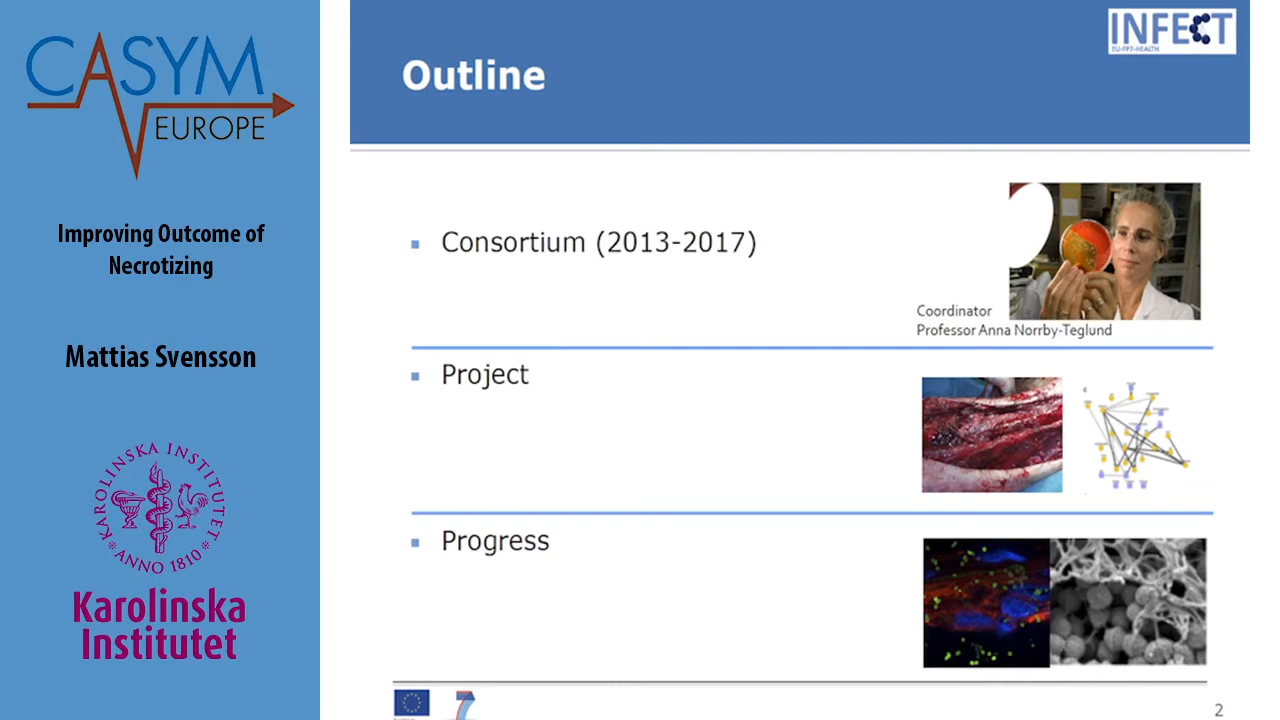 CASYM
EUROPE
Improving Outcome of
Necrotizing
Mattias Svensson
KAROLINSKA INSTITUTET
ANNO 1810
Karolinska
Institutet
INFECT
EU-FP7-HEALTH
Outline
▪ Consortium (2013-2017)
Coordinator
Professor Anna Norrby-Teglund
▪ Project
▪ Progress
7
2